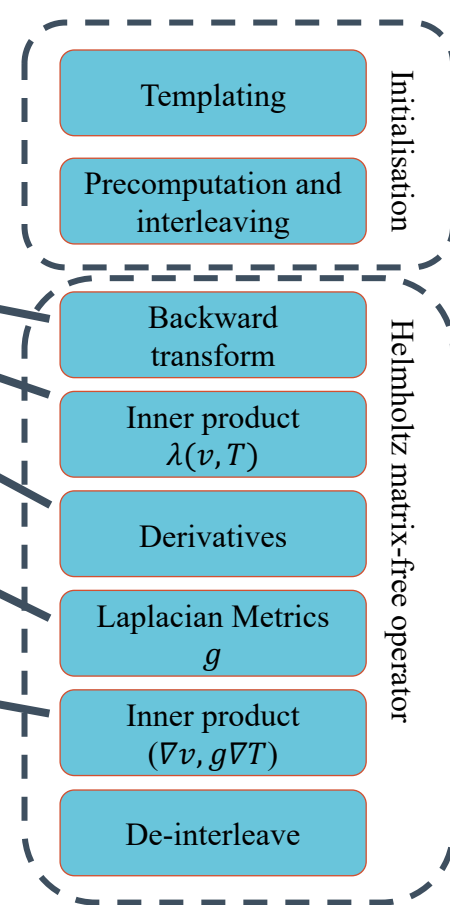 Templating
Precomputation and
interleaving
Initialisation
Backward
transform
Inner product
𝜆(𝑣, 𝑇)
Derivatives
Laplacian Metrics
𝑔
Inner product
(∇𝑣, 𝑔∇𝑇)
De-interleave
Helmholtz matrix-free operator